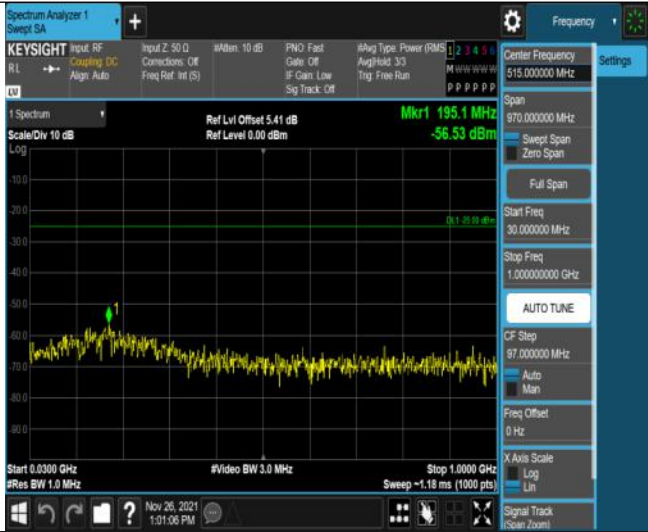 Spectrum Analyzer 1
Swept SA
+
Frequency
KEYSIGHT
Input: RF
Input Z: 50 Ω
#Atten: 10 dB
PNO: Fast
#Avg Type: Power (RMS
1 2 3 4 5 6
RL
Coupling: DC
Corrections: Off
Gate: Off
Avg|Hold: 3/3
M W W W W W
Align: Auto
Freq Ref: Int (S)
IF Gain: Low
Trig: Free Run
P P P P P P
LV
Sig Track: Off
1 Spectrum
Ref Lvl Offset 5.41 dB
Mkr1 195.1 MHz
Scale/Div 10 dB
Ref Level 0.00 dBm
-56.53 dBm
Log
-10.0
-20.0
DL1 -25.00 dBm
-30.0
-40.0
-50.0
1
-60.0
-70.0
-80.0
-90.0
Start 0.0300 GHz
#Video BW 3.0 MHz
Stop 1.0000 GHz
#Res BW 1.0 MHz
Sweep ~1.18 ms (1000 pts)
?
Nov 26, 2021
1:01:06 PM
Center Frequency
515.000000 MHz
Settings
Span
970.000000 MHz
Swept Span
Zero Span
Full Span
Start Freq
30.000000 MHz
Stop Freq
1.000000000 GHz
AUTO TUNE
CF Step
97.000000 MHz
Auto
Man
Freq Offset
0 Hz
X Axis Scale
Log
Lin
Signal Track
(Span Zoom)